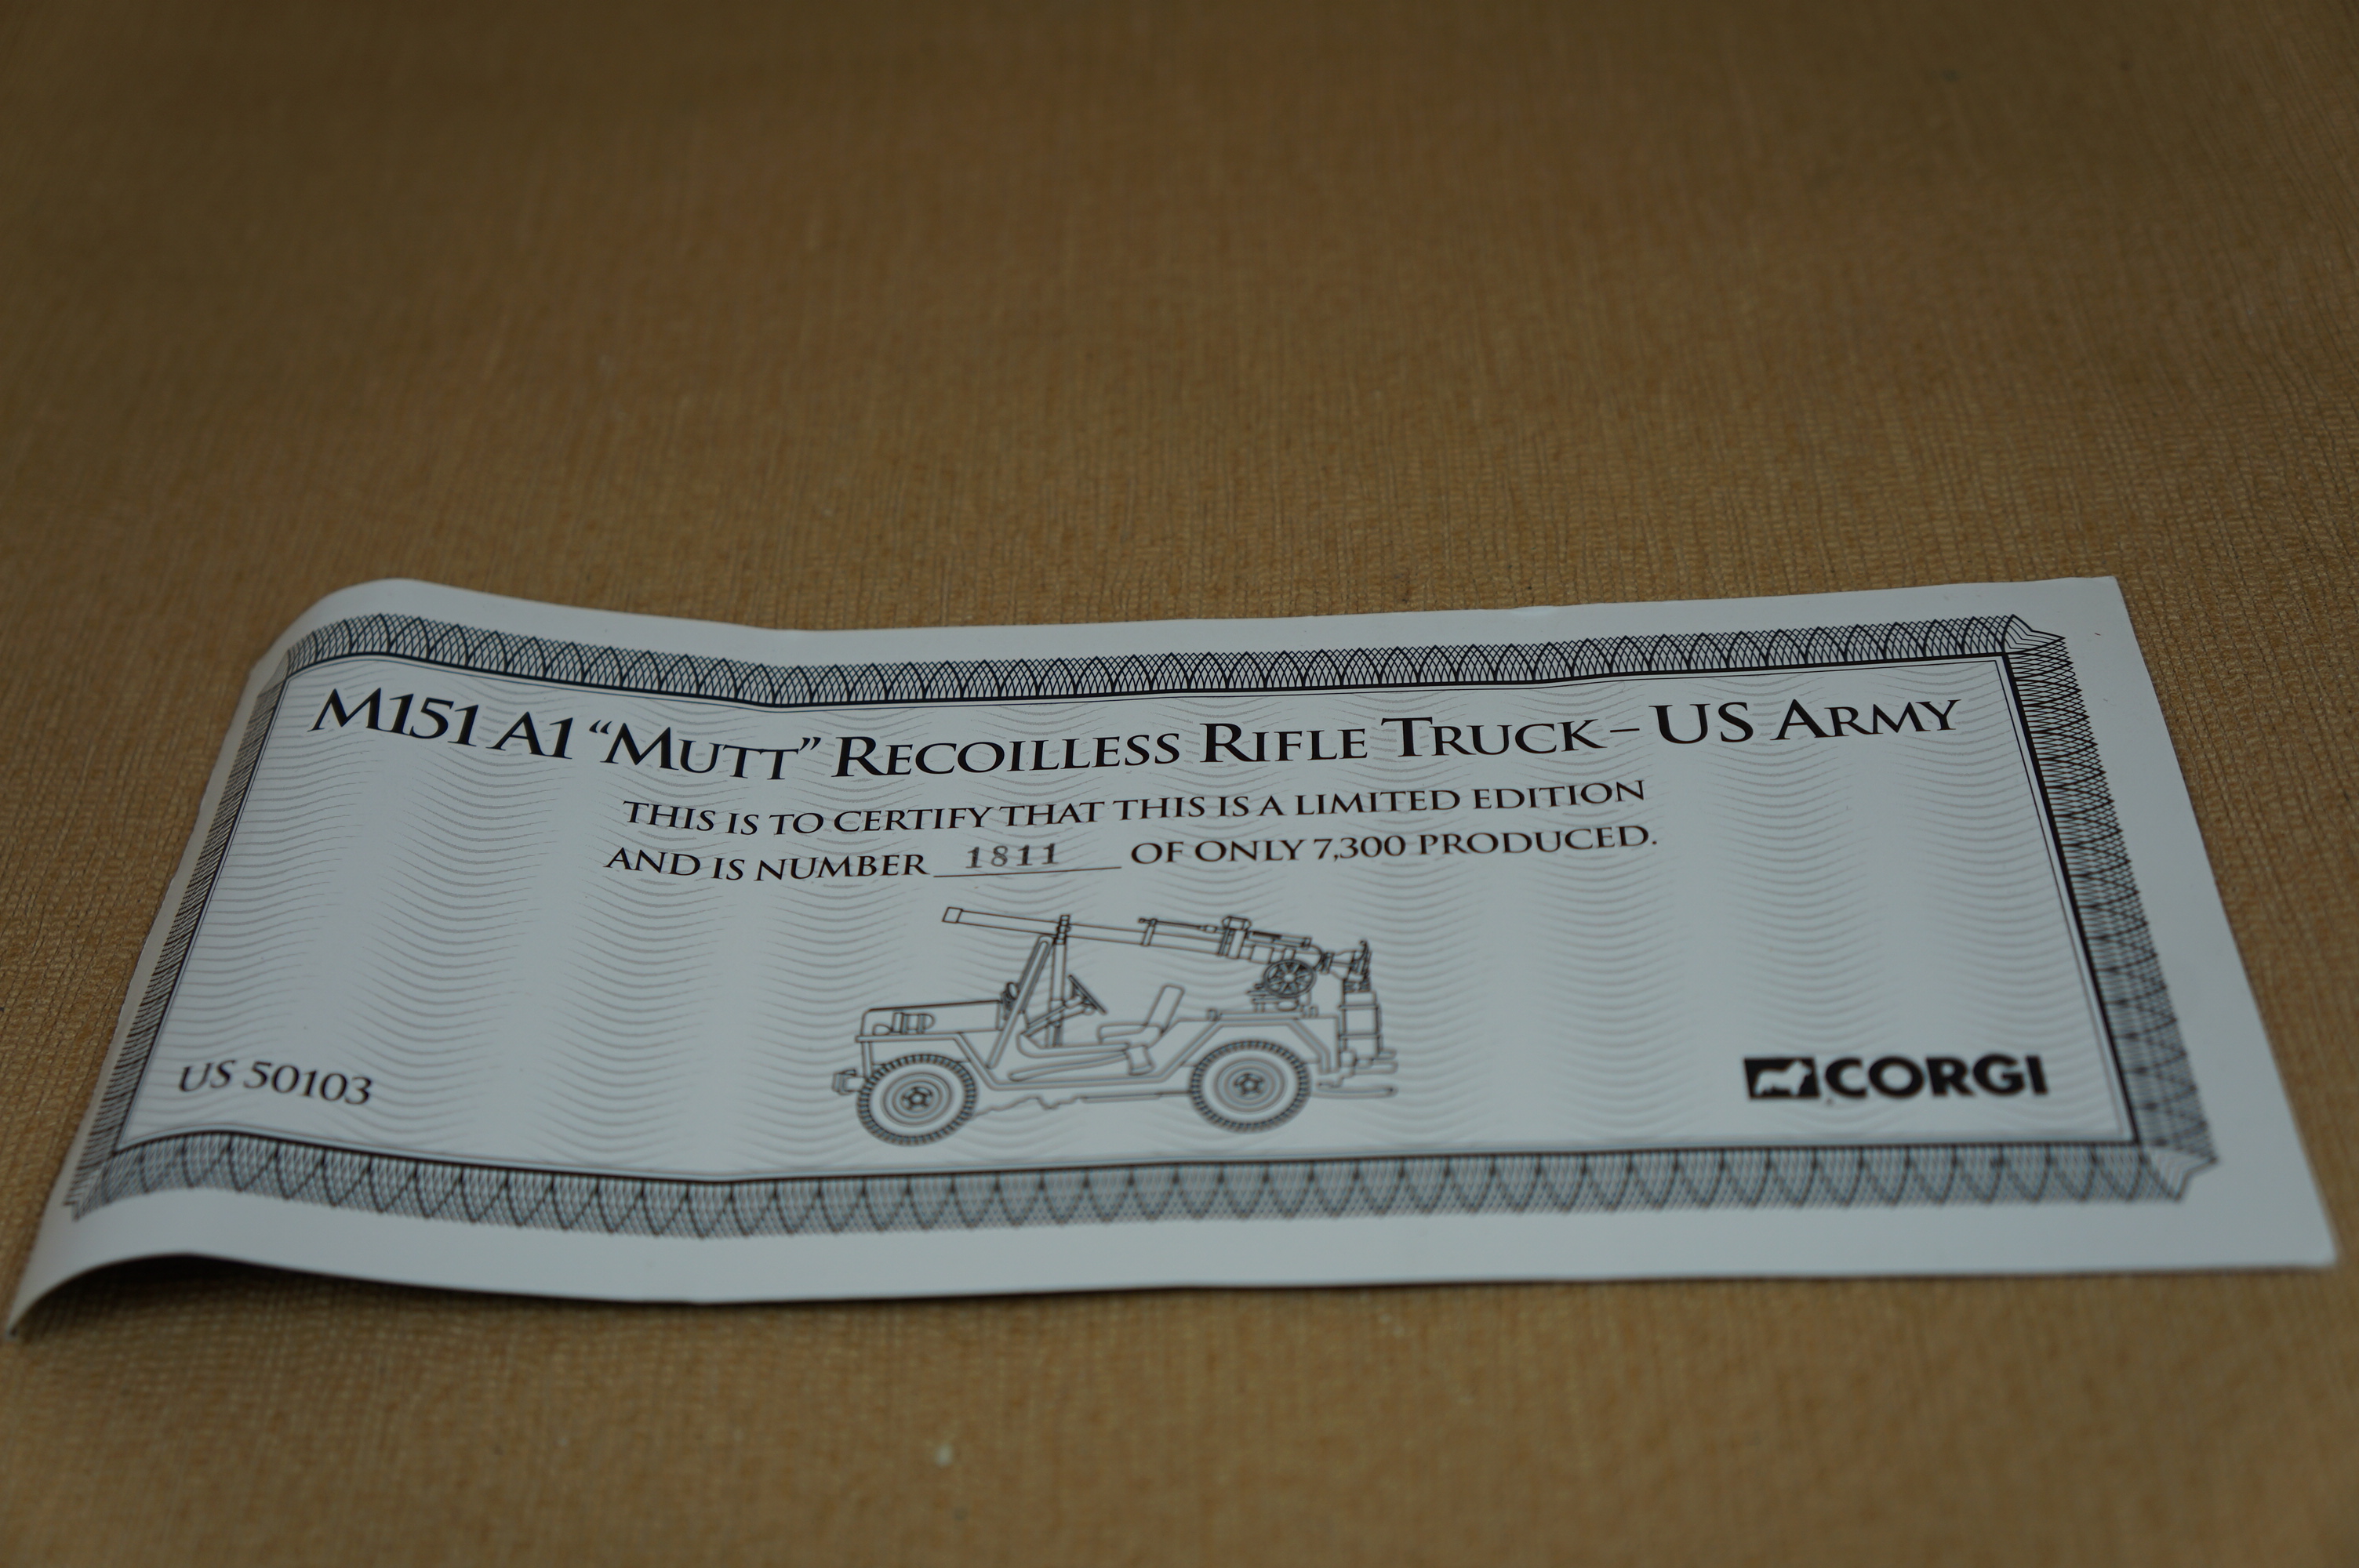 M151 A1 “MUTT” RECOILLESS RIFLE TRUCK – US ARMY
THIS IS TO CERTIFY THAT THIS IS A LIMITED EDITION
AND IS NUMBER 1811 OF ONLY 7,300 PRODUCED.
US 50103
CORGI